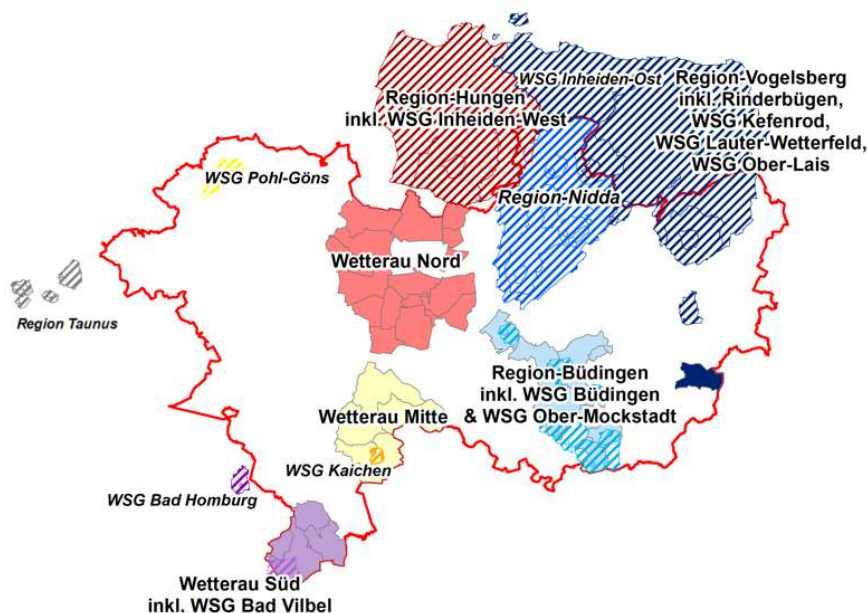 WSG Inheiden-Ost
Region-Vogelsberg
inkl. Rinderbügen,
WSG Kefenrod,
WSG Lauter-Wetterfeld,
WSG Ober-Lais
Region-Hungen
inkl. WSG Inheiden-West
WSG Pohl-Göns
Region-Nidda
Wetterau Nord
Region Taunus
Region-Büdingen
inkl. WSG Büdingen
& WSG Ober-Mockstadt
Wetterau Mitte
WSG Kaichen
WSG Bad Homburg
Wetterau Süd
inkl. WSG Bad Vilbel